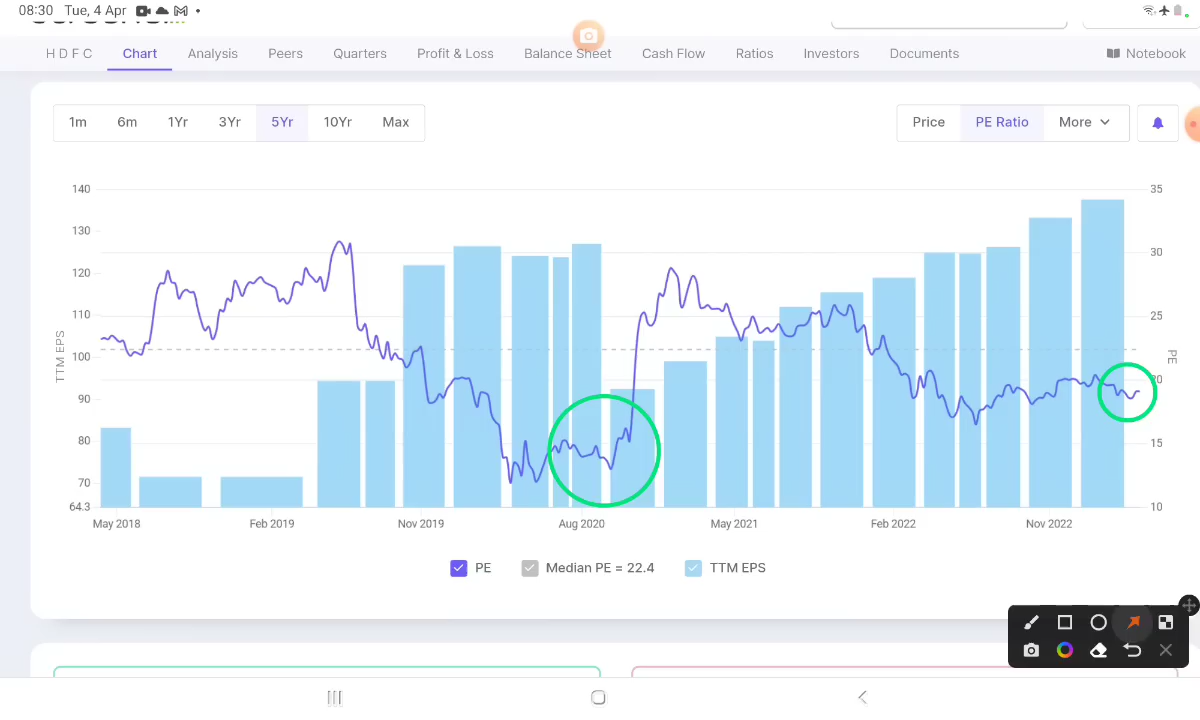 08:30 Tue, 4 Apr
H D F C Chart Analysis Peers Quarters Profit & Loss Balance Sheet Cash Flow Ratios Investors Documents Notebook
1m 6m 1Yr 3Yr 5Yr 10Yr Max Price PE Ratio More
140 35
130
30
120
110 25
TTM EPS
100
PE
20
90
80 15
70
64.3 10
May 2018 Feb 2019 Nov 2019 Aug 2020 May 2021 Feb 2022 Nov 2022
PE Median PE = 22.4 TTM EPS